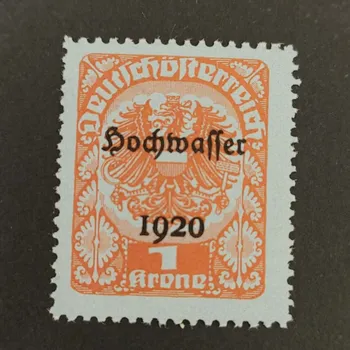 Deutschösterreich
Hochwasser
1920
1
Krone